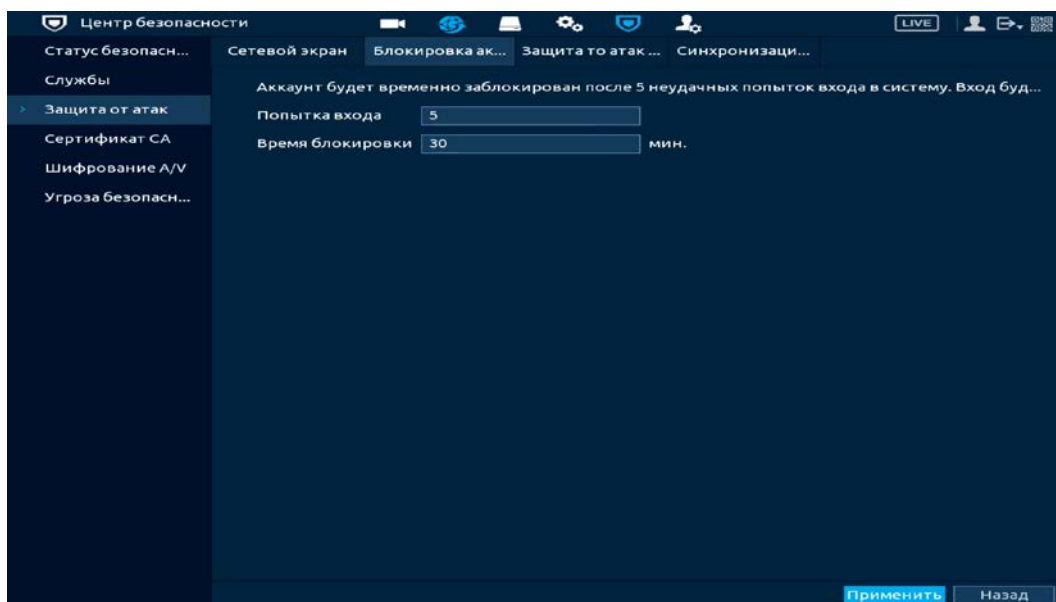 Центр безопасности
LIVE
Статус безопасн...
Сетевой экран
Блокировка ак...
Защита то атак ...
Синхронизаци...
Службы
Аккаунт будет временно заблокирован после 5 неудачных попыток входа в систему. Вход буд...
Защита от атак
Попытка входа
5
Сертификат CA
Время блокировки
30
мин.
Шифрование A/V
Угроза безопасн...
Применить
Назад